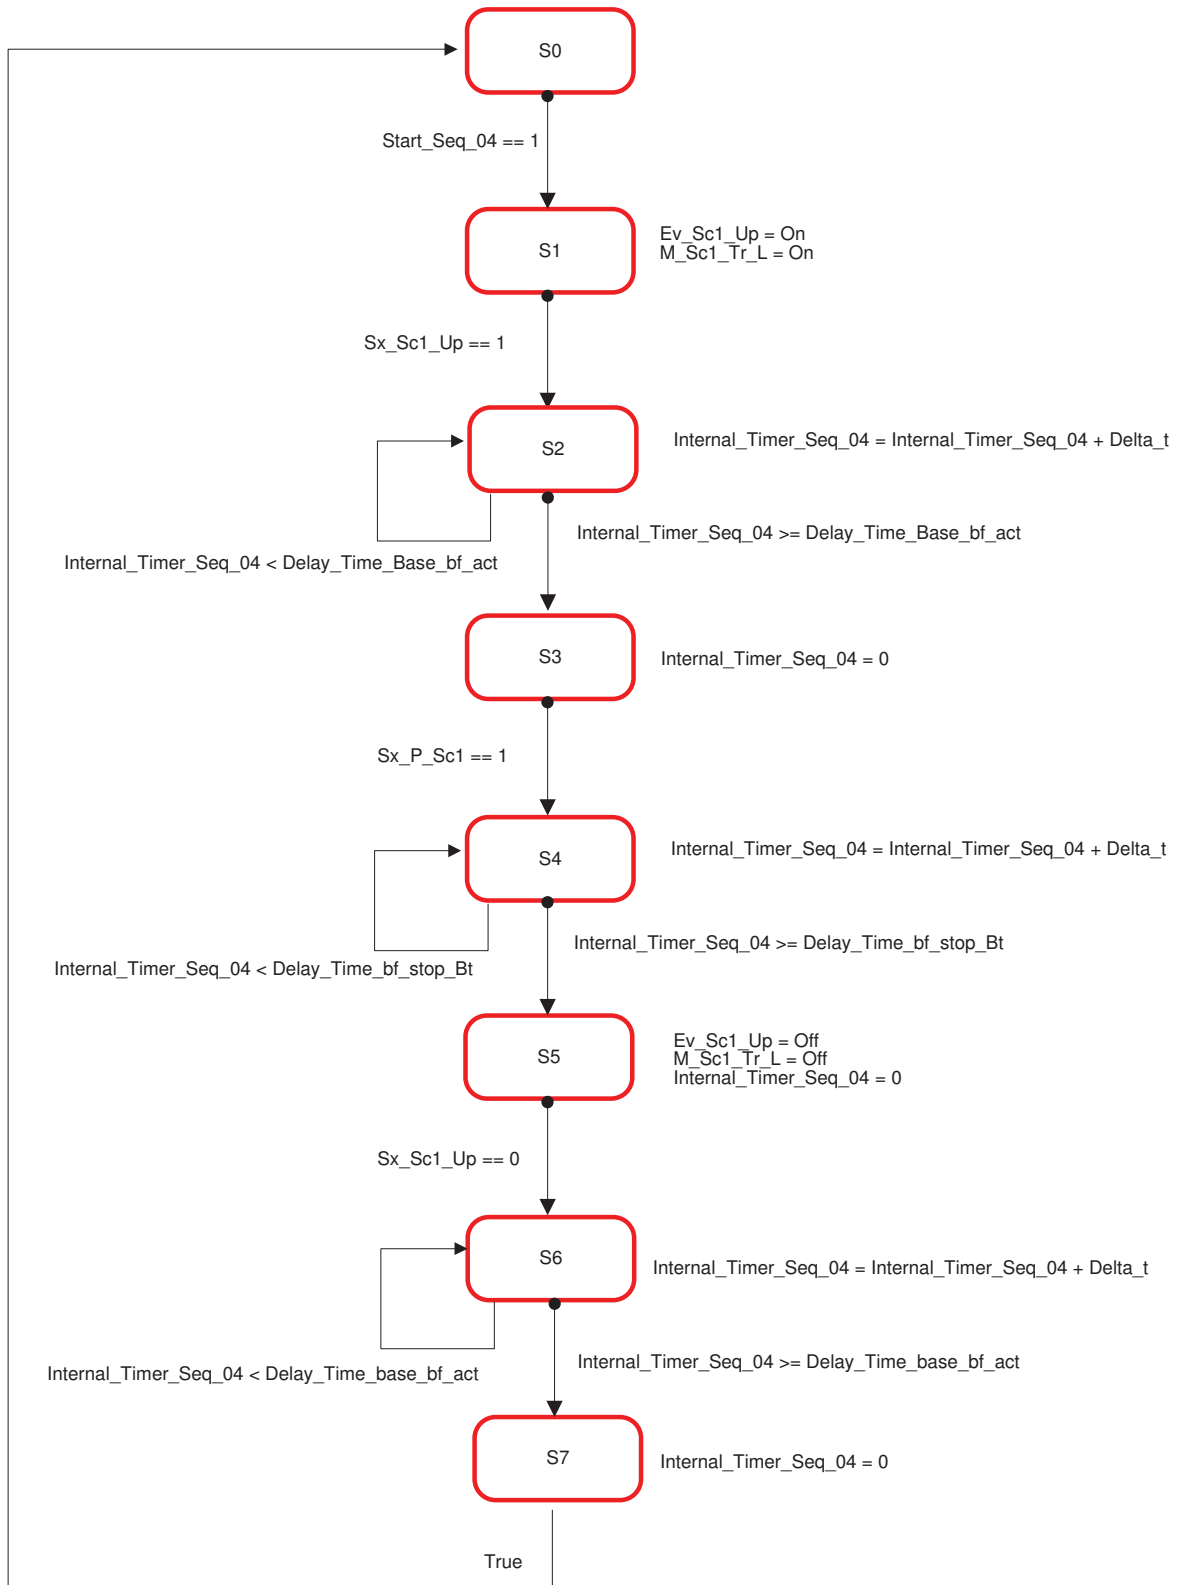 S0
Start_Seq_04 == 1
S1
Ev_Sc1_Up = On
M_Sc1_Tr_L = On
Sx_Sc1_Up == 1
S2
Internal_Timer_Seq_04 = Internal_Timer_Seq_04 + Delta_t
Internal_Timer_Seq_04 >= Delay_Time_Base_bf_act
Internal_Timer_Seq_04 < Delay_Time_Base_bf_act
S3
Internal_Timer_Seq_04 = 0
Sx_P_Sc1 == 1
S4
Internal_Timer_Seq_04 = Internal_Timer_Seq_04 + Delta_t
Internal_Timer_Seq_04 >= Delay_Time_bf_stop_Bt
Internal_Timer_Seq_04 < Delay_Time_bf_stop_Bt
S5
Ev_Sc1_Up = Off
M_Sc1_Tr_L = Off
Internal_Timer_Seq_04 = 0
Sx_Sc1_Up == 0
S6
Internal_Timer_Seq_04 = Internal_Timer_Seq_04 + Delta_t
Internal_Timer_Seq_04 >= Delay_Time_base_bf_act
Internal_Timer_Seq_04 < Delay_Time_base_bf_act
S7
Internal_Timer_Seq_04 = 0
True